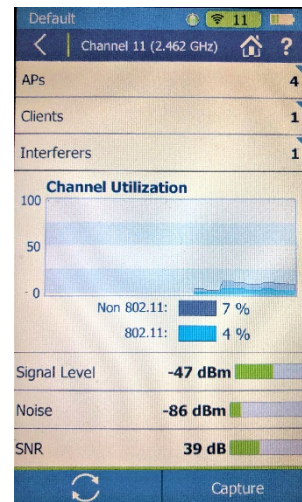 Default 11
Channel 11 (2.462 GHz) ?
APs 4
Clients 1
Interferers 1
Channel Utilization
100
50
0
Non 802.11: 7 %
802.11: 4 %
Signal Level -47 dBm
Noise -86 dBm
SNR 39 dB
Capture